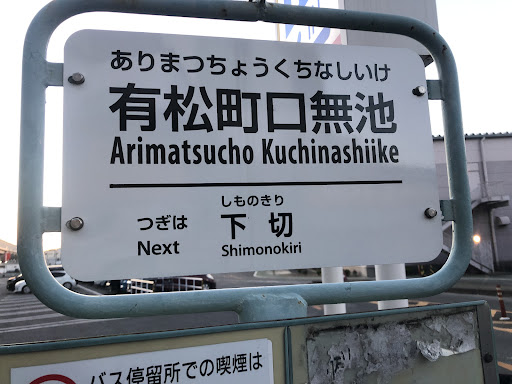 ありまつちょうくちなしいけ
有松町口無池
Arimatsucho Kuchinashiike
しものきり
つぎは 下切
Next Shimonokiri
バス停留所での喫煙は